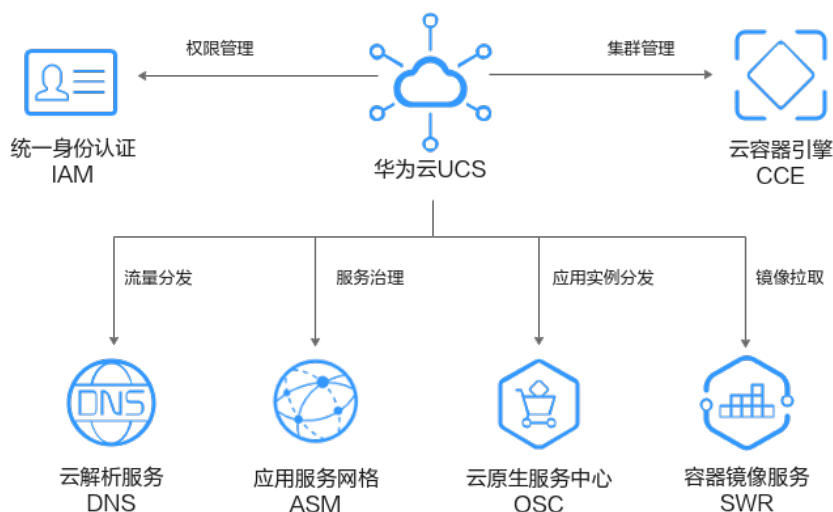 权限管理
集群管理
统一身份认证
IAM
华为云UCS
云容器引擎
CCE
流量分发
服务治理
应用实例分发
镜像拉取
DNS
云解析服务
DNS
应用服务网格
ASM
云原生服务中心
OSC
容器镜像服务
SWR